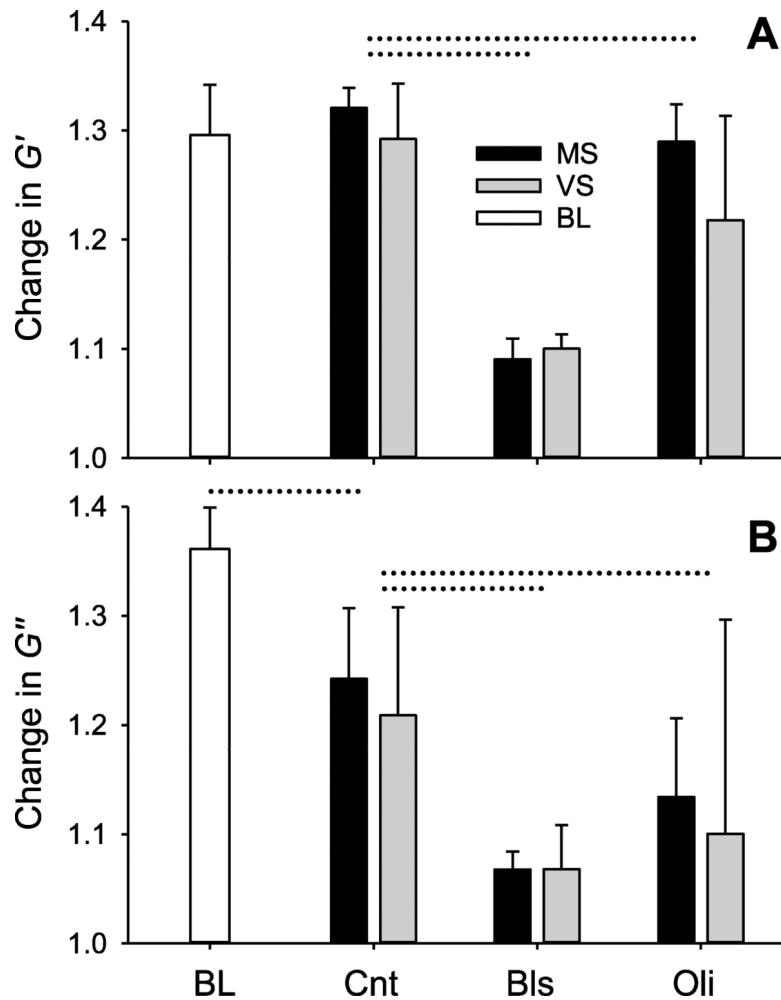 A
Change in G'
1.4
1.3
1.2
1.1
1.0
MS
VS
BL
B
Change in G"
1.4
1.3
1.2
1.1
1.0
BL Cnt Bls Oli